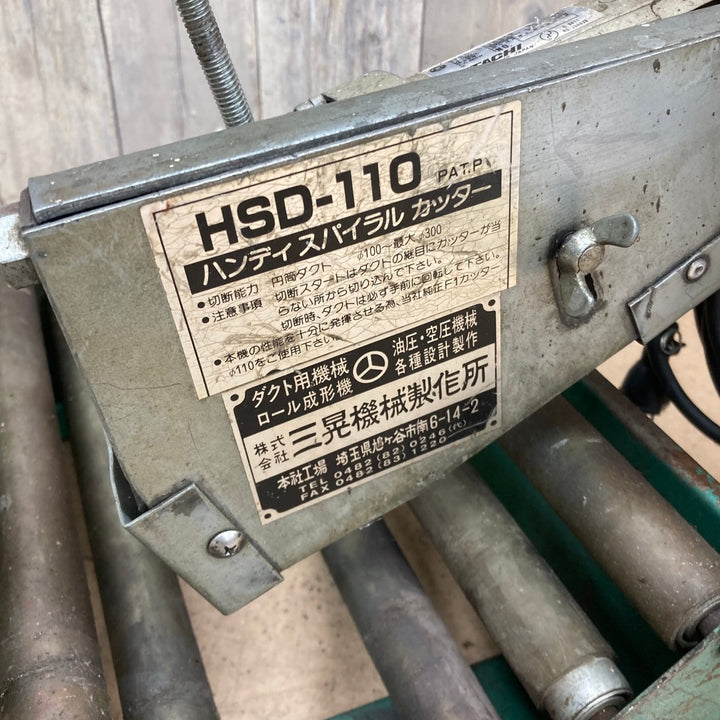 HSD-110 PAT.P
ハンディスパイラル カッター
●切断能力 円筒ダクト φ100～最大φ300
●注意事項 切断スタートはダクトの継目にカッターが当
らない所から切り込んで下さい。
切断時、ダクトは必ず手前に回転して下さい。
●本機の性能を十分に発揮させる為、当社純正F1カッター
φ110をご使用下さい。
ダクト用機械 油圧・空圧機械
ロール成形機 各種設計製作
株式会社 三晃機械製作所
本社工場 埼玉県鳩ケ谷市南6-14-2
TEL 0482(82)0246(代)
FAX 0482(83)1220